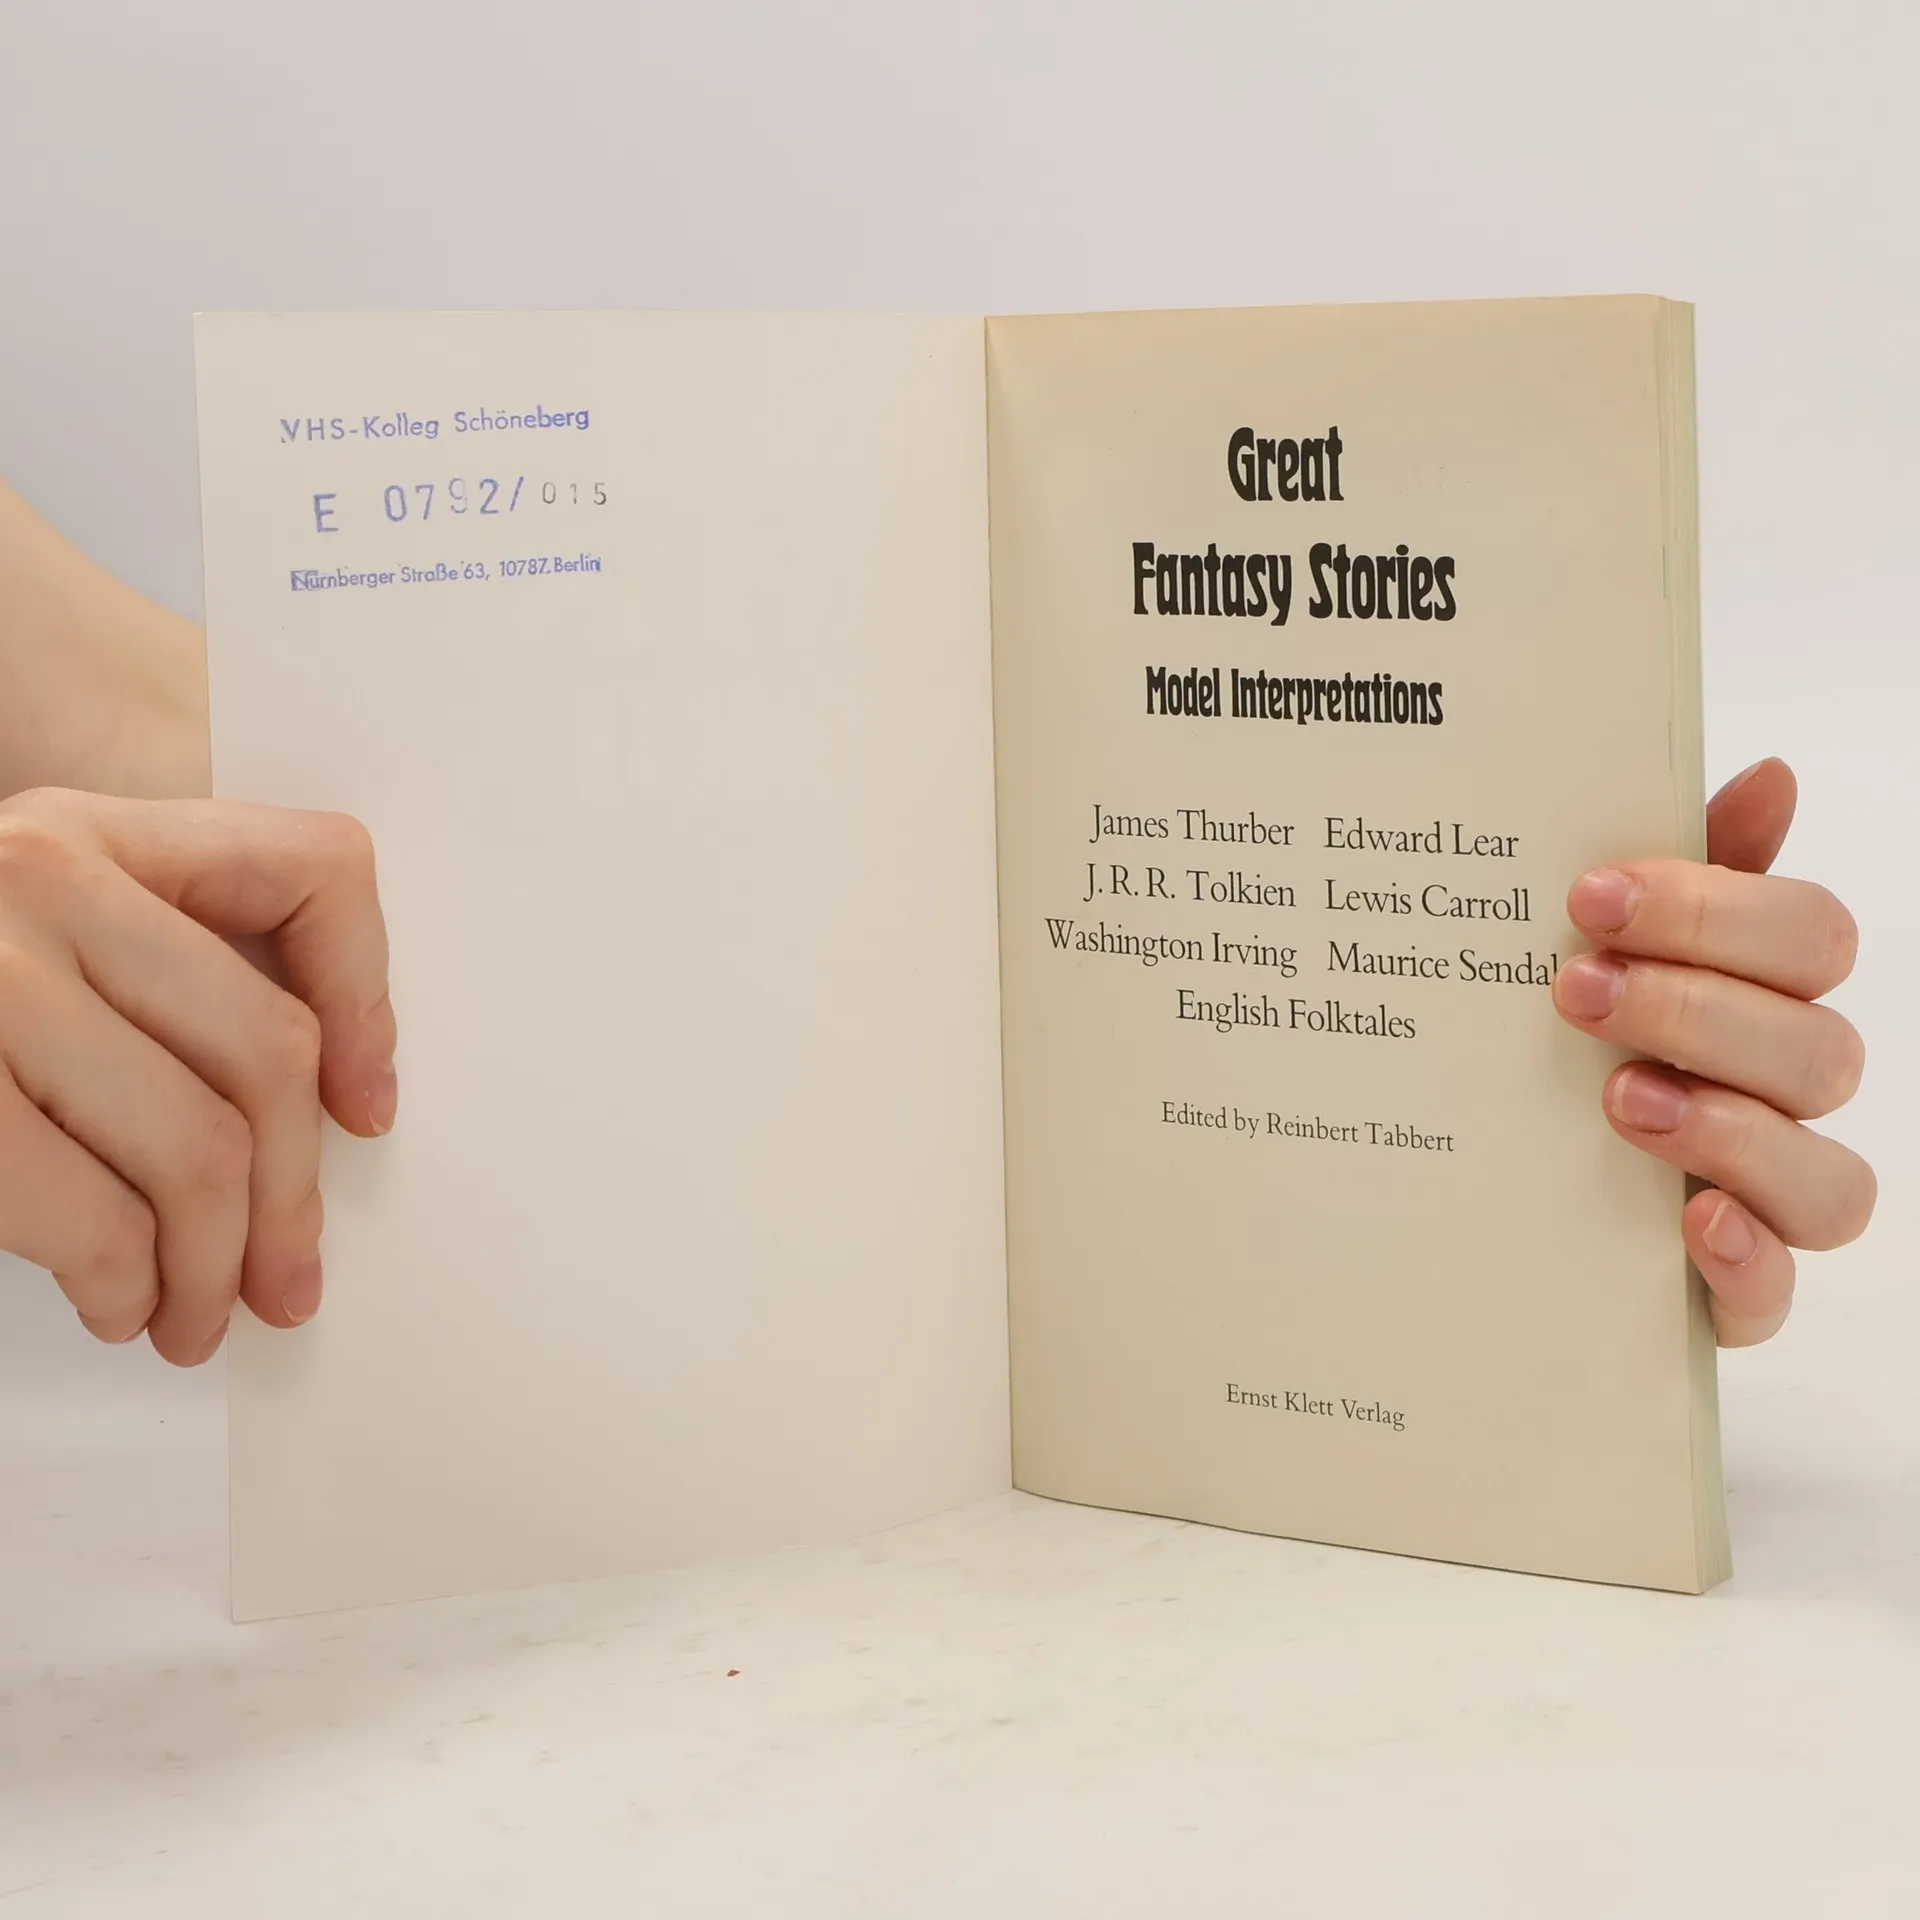 VHS-Kolleg Schöneberg
E 0792/015
Nürnberger Straße 63, 10787 Berlin
Great
Fantasy Stories
Model Interpretations
James Thurber Edward Lear
J. R. R. Tolkien Lewis Carroll
Washington Irving Maurice Senda
English Folktales
Edited by Reinbert Tabbert
Ernst Klett Verlag